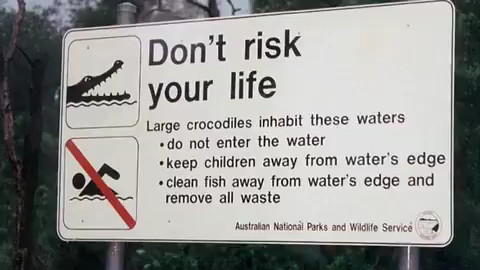 Don't risk
your life
Large crocodiles inhabit these waters
•do not enter the water
•keep children away from water's edge
•clean fish away from water's edge and
remove all waste
Australian National Parks and Wildlife Service